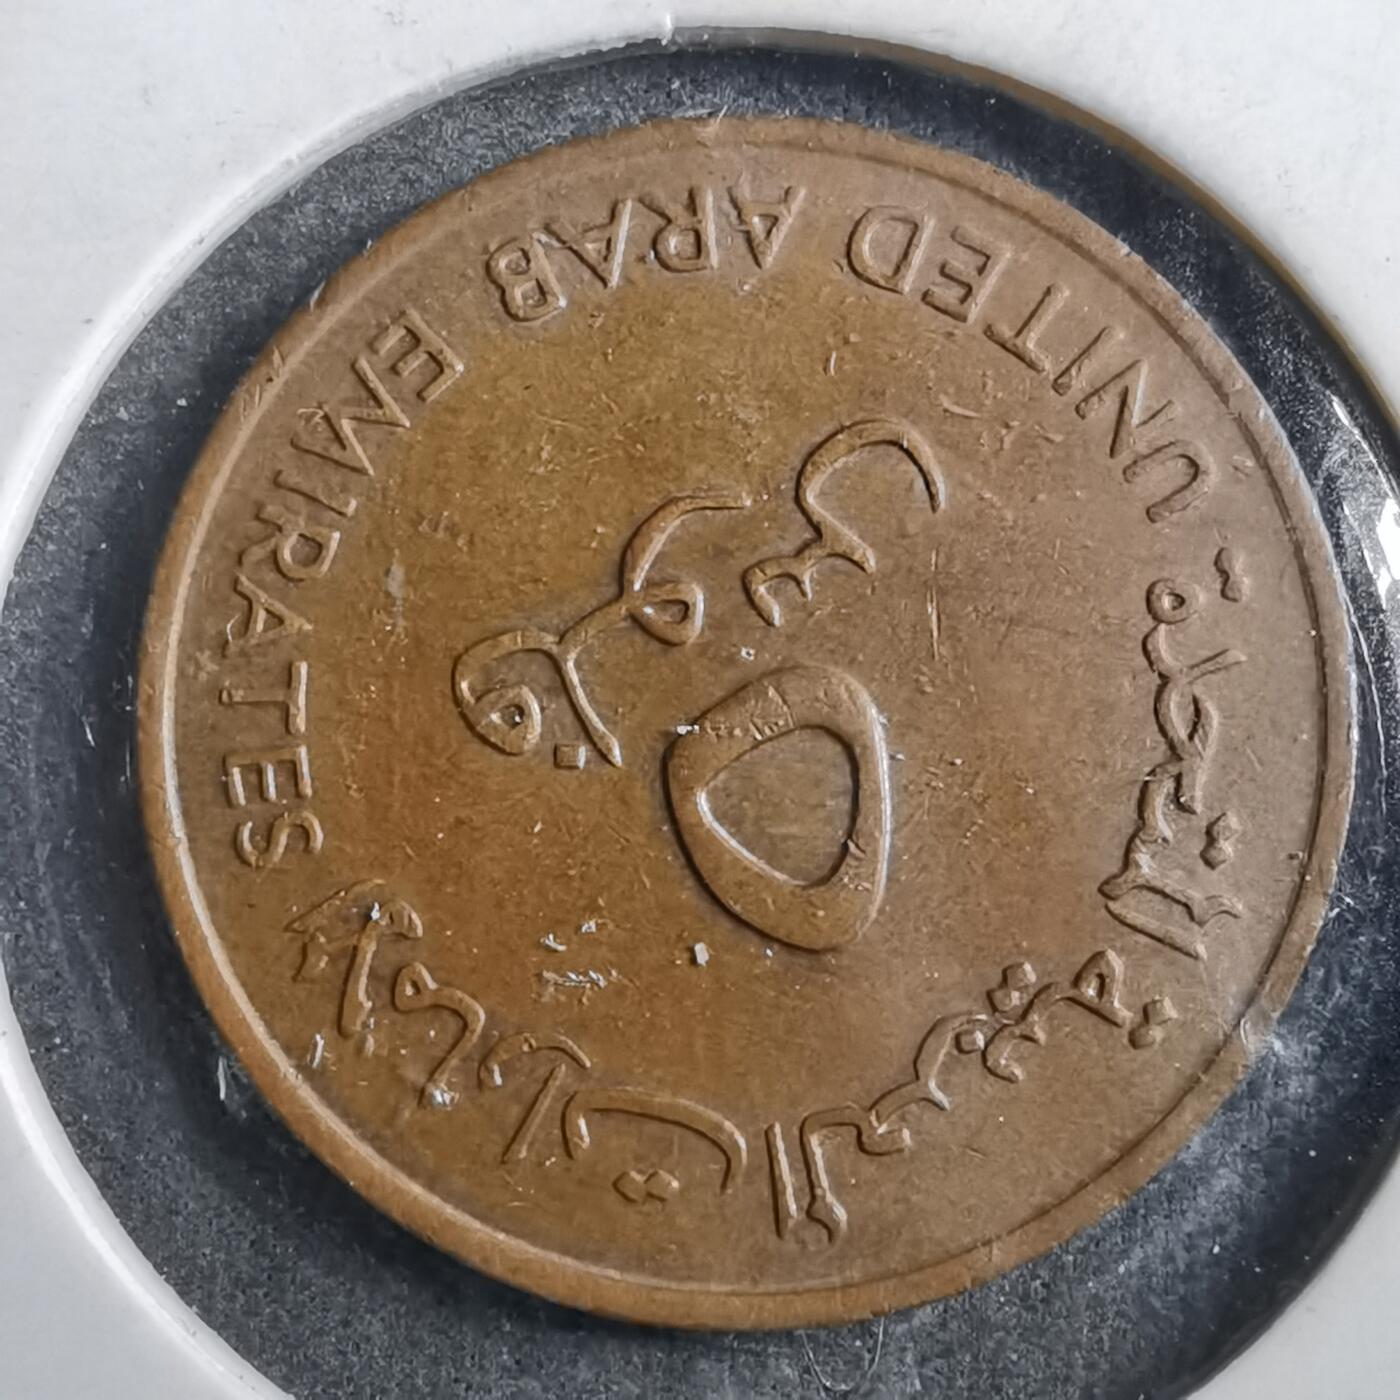 الامارات العربية المتحدة
٥
فلوس
UNITED ARAB EMIRATES